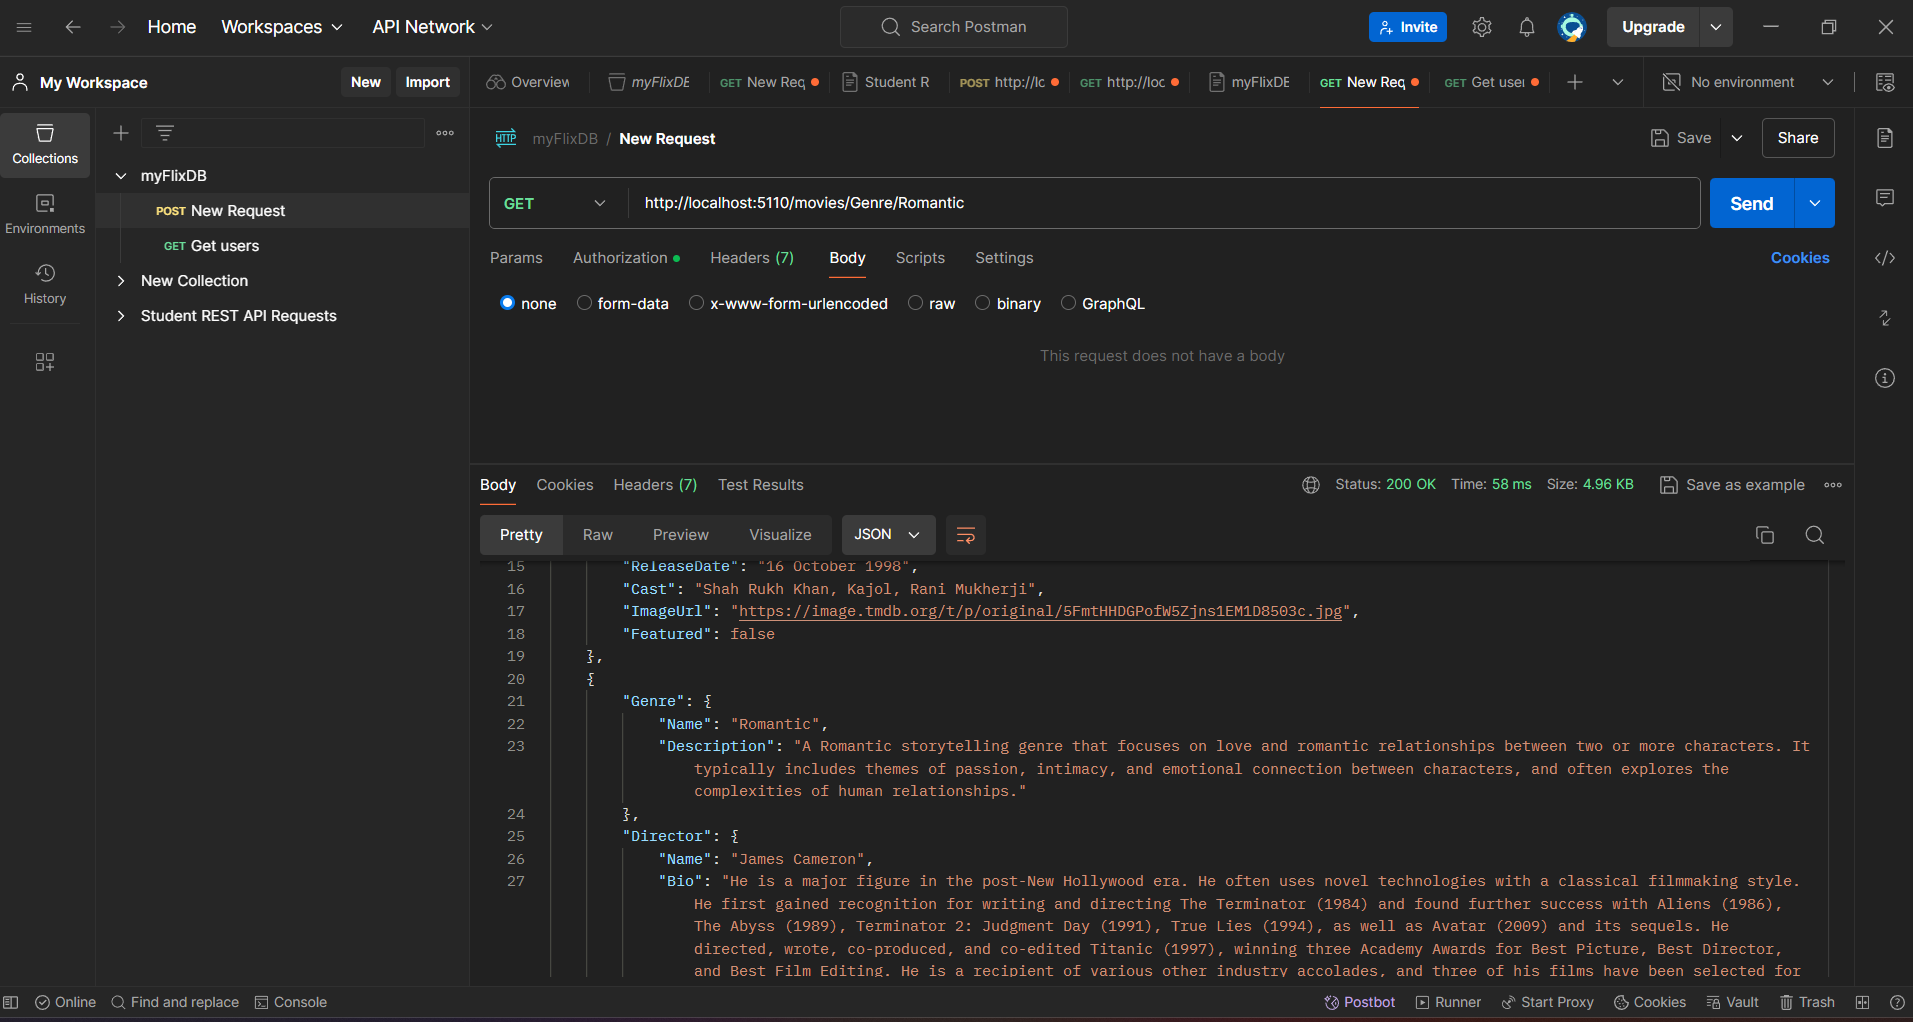 Home Workspaces API Network Search Postman Invite Upgrade
My Workspace New Import Overview myFlixDE GET New Req Student R POST http://lc GET http://loc myFlixDE GET New Req GET Get user No environment
HTTP myFlixDB / New Request Save Share
Collections
Environments
History
myFlixDB
POST New Request
GET Get users
New Collection
Student REST API Requests
GET http://localhost:5110/movies/Genre/Romantic Send
Params Authorization Headers (7) Body Scripts Settings Cookies
none form-data x-www-form-urlencoded raw binary GraphQL
This request does not have a body
Body Cookies Headers (7) Test Results Status: 200 OK Time: 58 ms Size: 4.96 KB Save as example
Pretty Raw Preview Visualize JSON
15 "ReleaseDate": "16 October 1998",
16 "Cast": "Shah Rukh Khan, Kajol, Rani Mukherji",
17 "ImageUrl": "https://image.tmdb.org/t/p/original/5FmtHHDGPofW5Zjns1EM1D8503c.jpg",
18 "Featured": false
19 },
20 {
21 "Genre": {
22 "Name": "Romantic",
23 "Description": "A Romantic storytelling genre that focuses on love and romantic relationships between two or more characters. It
typically includes themes of passion, intimacy, and emotional connection between characters, and often explores the
complexities of human relationships."
24 },
25 "Director": {
26 "Name": "James Cameron",
27 "Bio": "He is a major figure in the post-New Hollywood era. He often uses novel technologies with a classical filmmaking style.
He first gained recognition for writing and directing The Terminator (1984) and found further success with Aliens (1986),
The Abyss (1989), Terminator 2: Judgment Day (1991), True Lies (1994), as well as Avatar (2009) and its sequels. He
directed, wrote, co-produced, and co-edited Titanic (1997), winning three Academy Awards for Best Picture, Best Director,
and Best Film Editing. He is a recipient of various other industry accolades, and three of his films have been selected for
Online Find and replace Console Postbot Runner Start Proxy Cookies Vault Trash